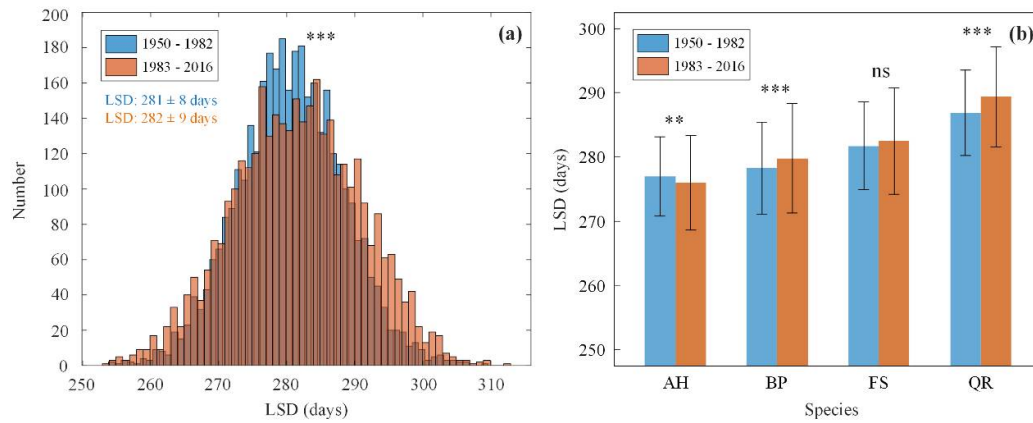 (a)
***
1950 - 1982
1983 - 2016
LSD: 281 ± 8 days
LSD: 282 ± 9 days
Number
200
180
160
140
120
100
80
60
40
20
0
250 260 270 280 290 300 310
LSD (days)
(b)
1950 - 1982
1983 - 2016
** *** ns ***
LSD (days)
300
290
280
270
260
250
AH BP FS QR
Species